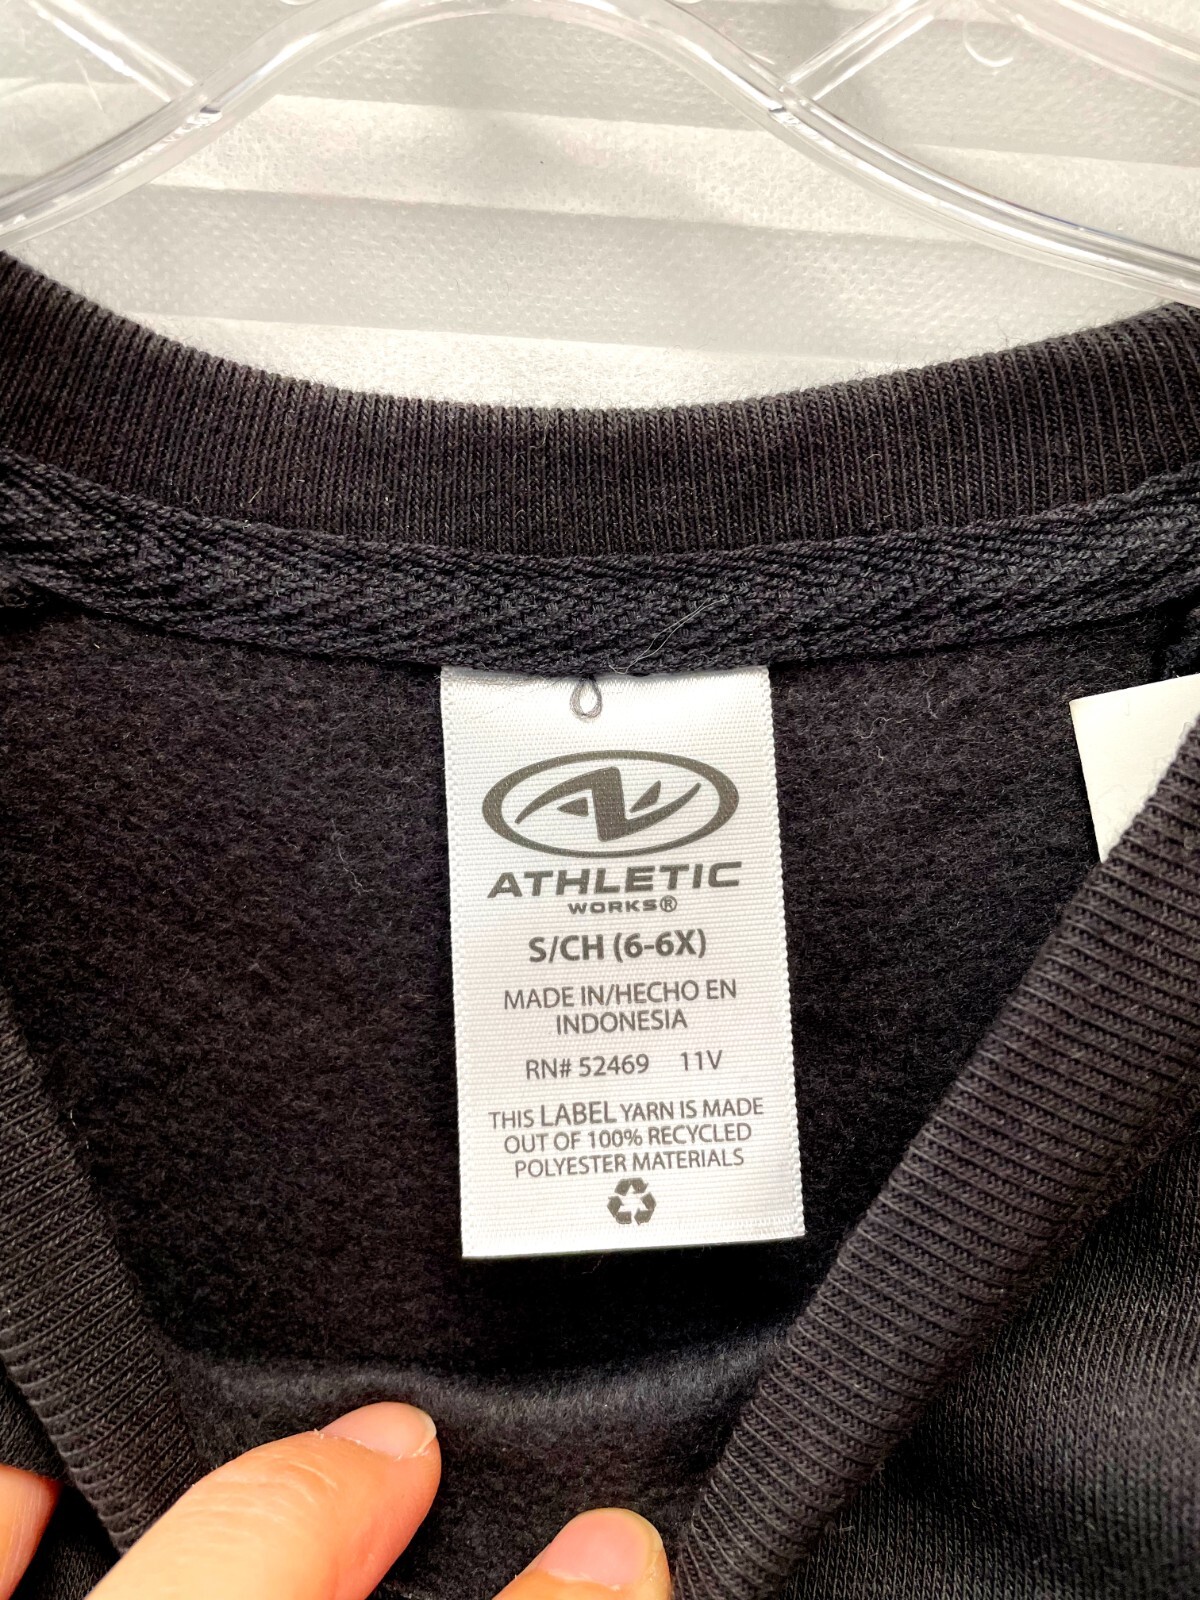 ATHLETIC
WORKS®
S/CH (6-6X)
MADE IN/HECHO EN
INDONESIA
RN# 52469 11V
THIS LABEL YARN IS MADE
OUT OF 100% RECYCLED
POLYESTER MATERIALS